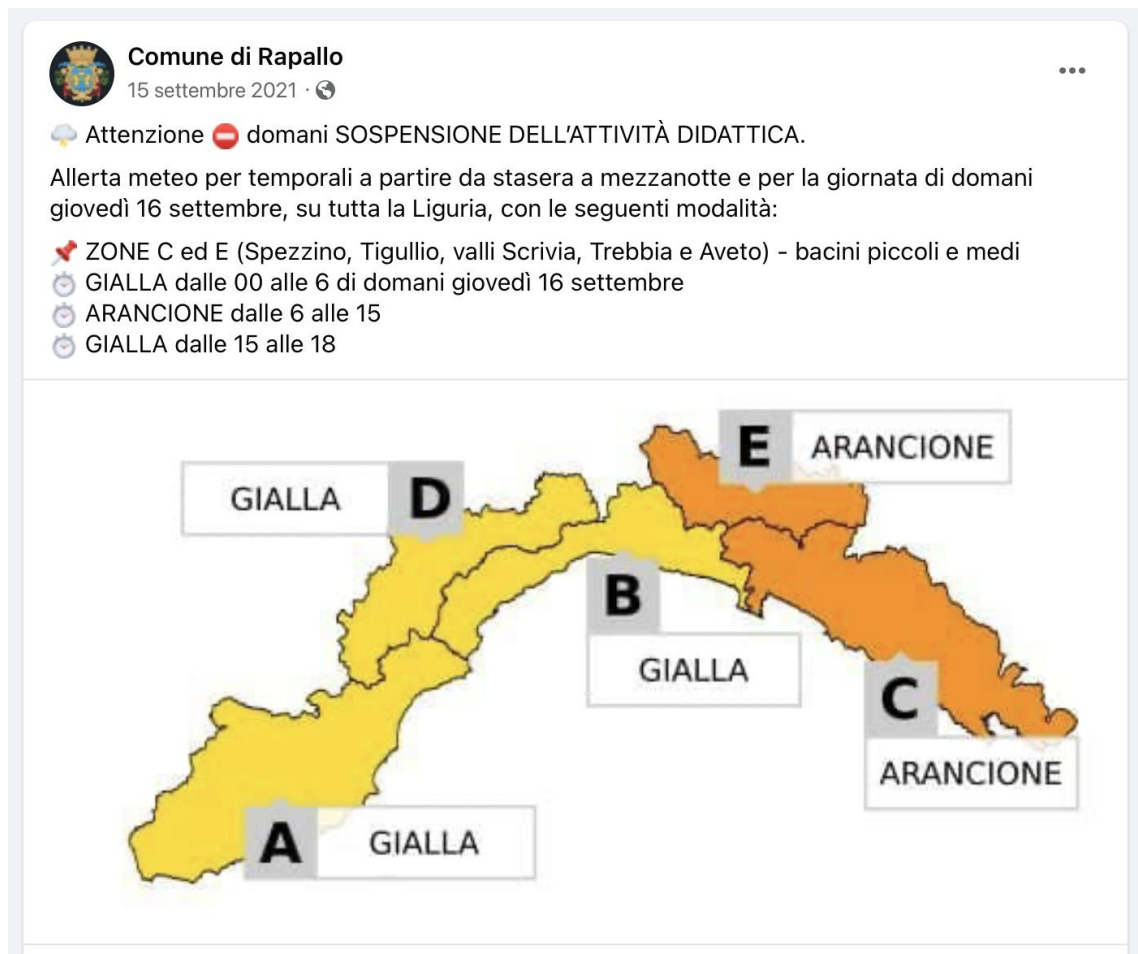 Comune di Rapallo
15 settembre 2021 ·
Attenzione domani SOSPENSIONE DELL'ATTIVITÀ DIDATTICA.
Allerta meteo per temporali a partire da stasera a mezzanotte e per la giornata di domani
giovedì 16 settembre, su tutta la Liguria, con le seguenti modalità:
📌 ZONE C ed E (Spezzino, Tigullio, valli Scrivia, Trebbia e Aveto) - bacini piccoli e medi
⏱ GIALLA dalle 00 alle 6 di domani giovedì 16 settembre
⏱ ARANCIONE dalle 6 alle 15
⏱ GIALLA dalle 15 alle 18
E ARANCIONE
GIALLA D
B
GIALLA
C
ARANCIONE
A GIALLA